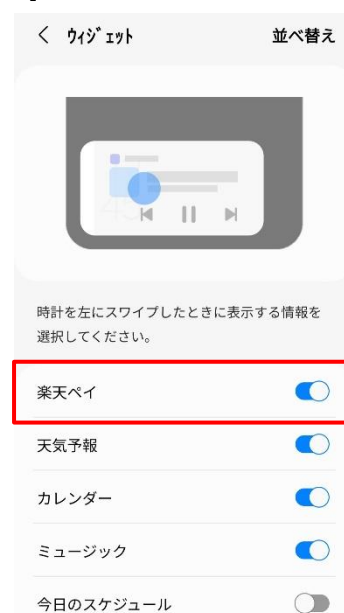 ウィジェット 並べ替え
時計を左にスワイプしたときに表示する情報を
選択してください。
楽天ペイ
天気予報
カレンダー
ミュージック
今日のスケジュール